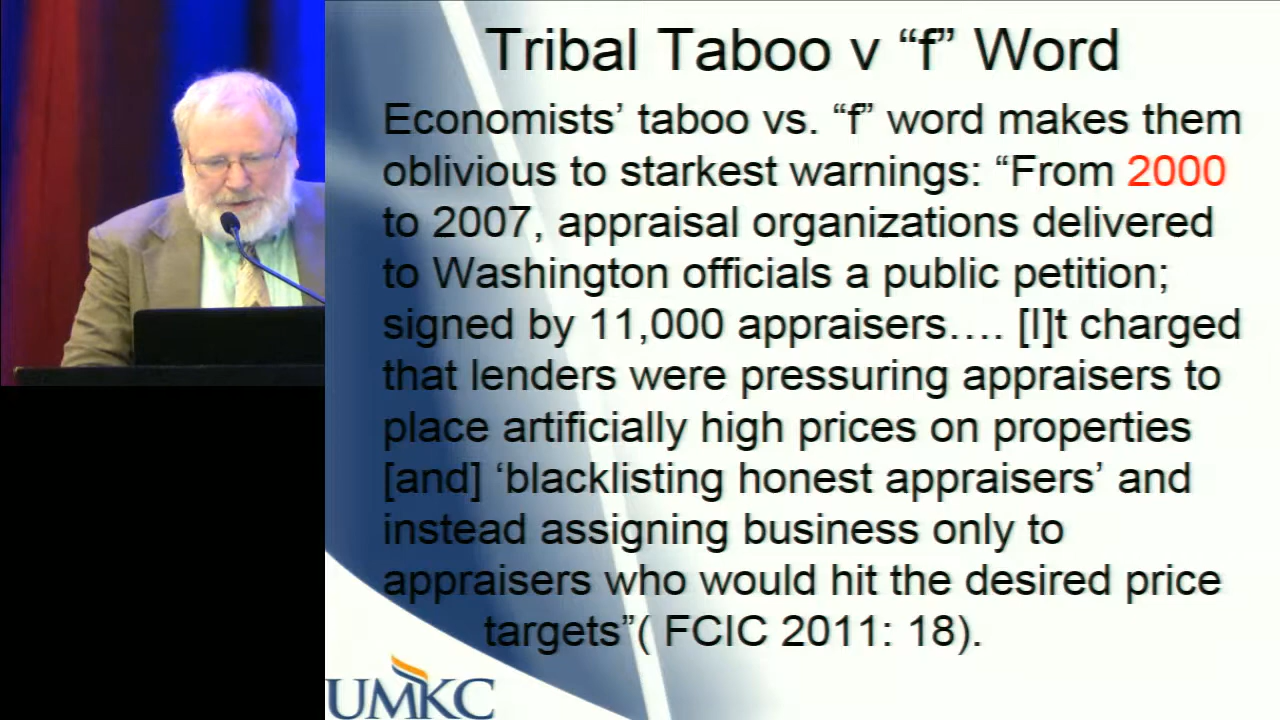 Tribal Taboo v “f” Word
Economists’ taboo vs. “f” word makes them
oblivious to starkest warnings: “From 2000
to 2007, appraisal organizations delivered
to Washington officials a public petition;
signed by 11,000 appraisers…. [I]t charged
that lenders were pressuring appraisers to
place artificially high prices on properties
[and] ‘blacklisting honest appraisers’ and
instead assigning business only to
appraisers who would hit the desired price
targets”( FCIC 2011: 18).
UMKC